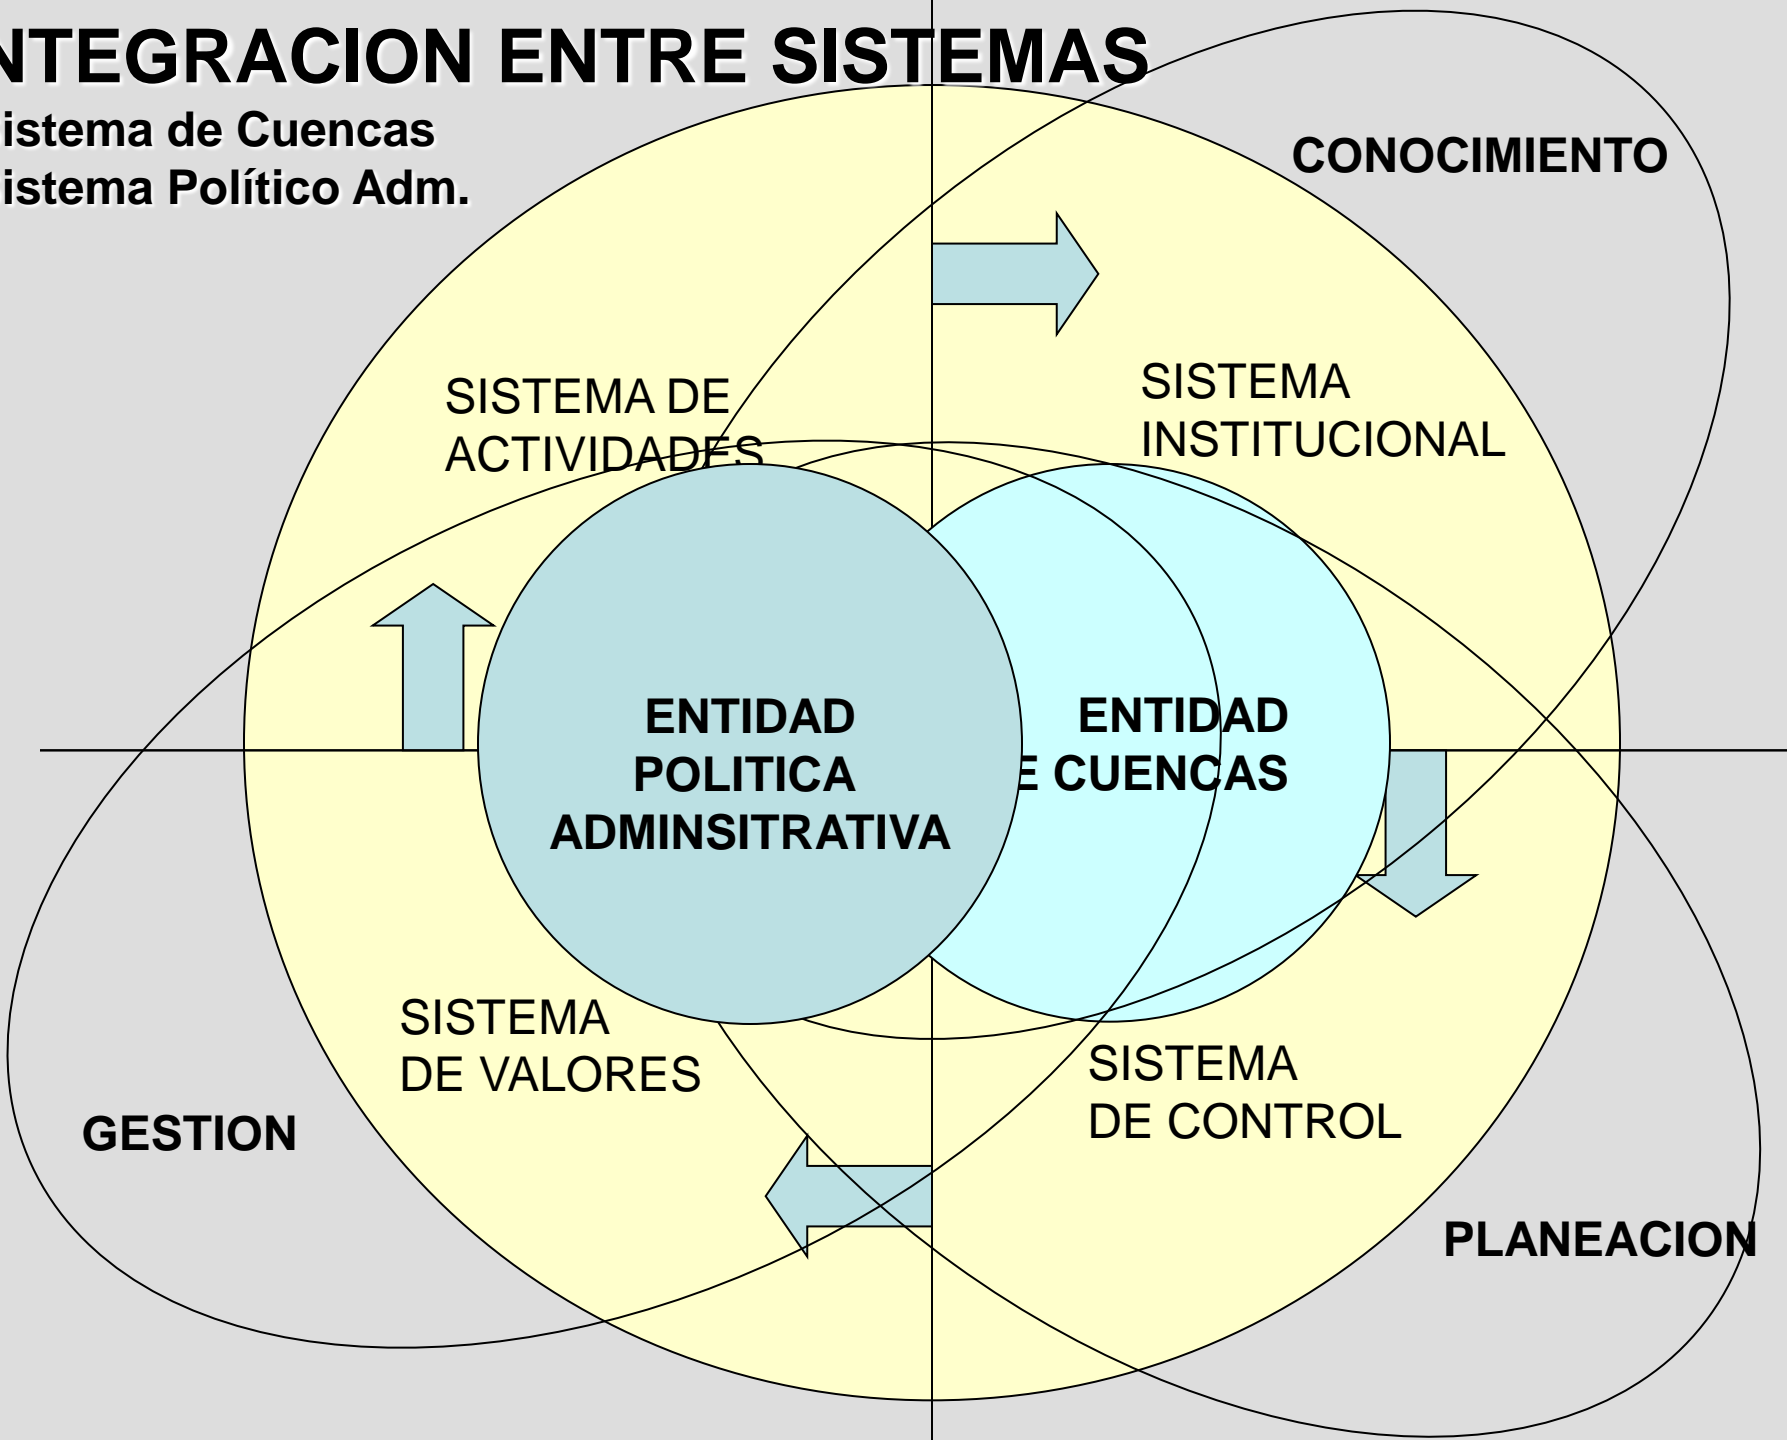 NTEGRACION ENTRE SISTEMAS
istema de Cuencas
istema Político Adm.
CONOCIMIENTO
SISTEMA DE
ACTIVIDADES
SISTEMA
INSTITUCIONAL
ENTIDAD
POLITICA
ADMINSITRATIVA
ENTIDAD
E CUENCAS
SISTEMA
DE VALORES
SISTEMA
DE CONTROL
GESTION
PLANEACION